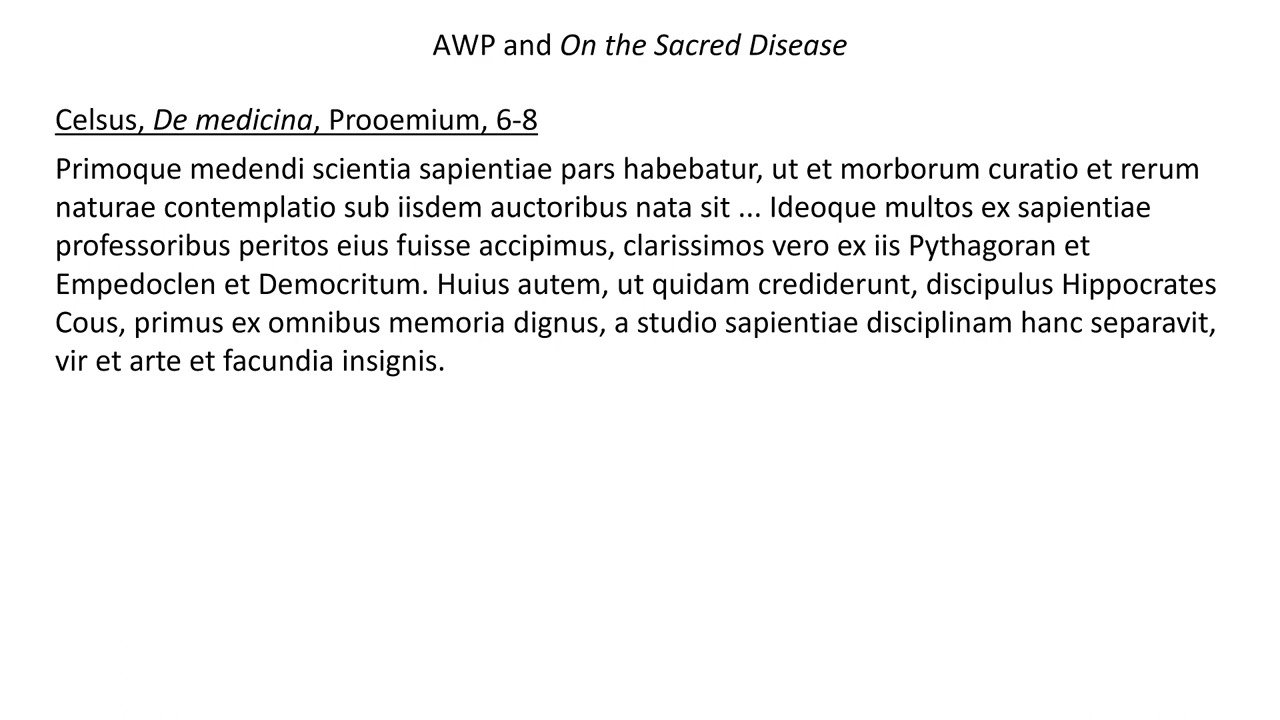 AWP and On the Sacred Disease
Celsus, De medicina, Prooemium, 6-8
Primoque medendi scientia sapientiae pars habebatur, ut et morborum curatio et rerum
naturae contemplatio sub iisdem auctoribus nata sit ... Ideoque multos ex sapientiae
professoribus peritos eius fuisse accipimus, clarissimos vero ex iis Pythagoran et
Empedoclen et Democritum. Huius autem, ut quidam crediderunt, discipulus Hippocrates
Cous, primus ex omnibus memoria dignus, a studio sapientiae disciplinam hanc separavit,
vir et arte et facundia insignis.